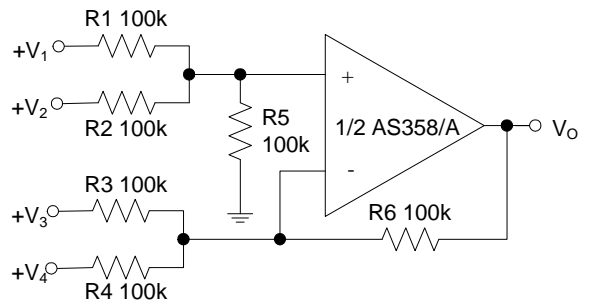 R1 100k
+V1
+V2
R2 100k
R5
100k
+
1/2 AS358/A
-
VO
R3 100k
+V3
+V4
R4 100k
R6 100k